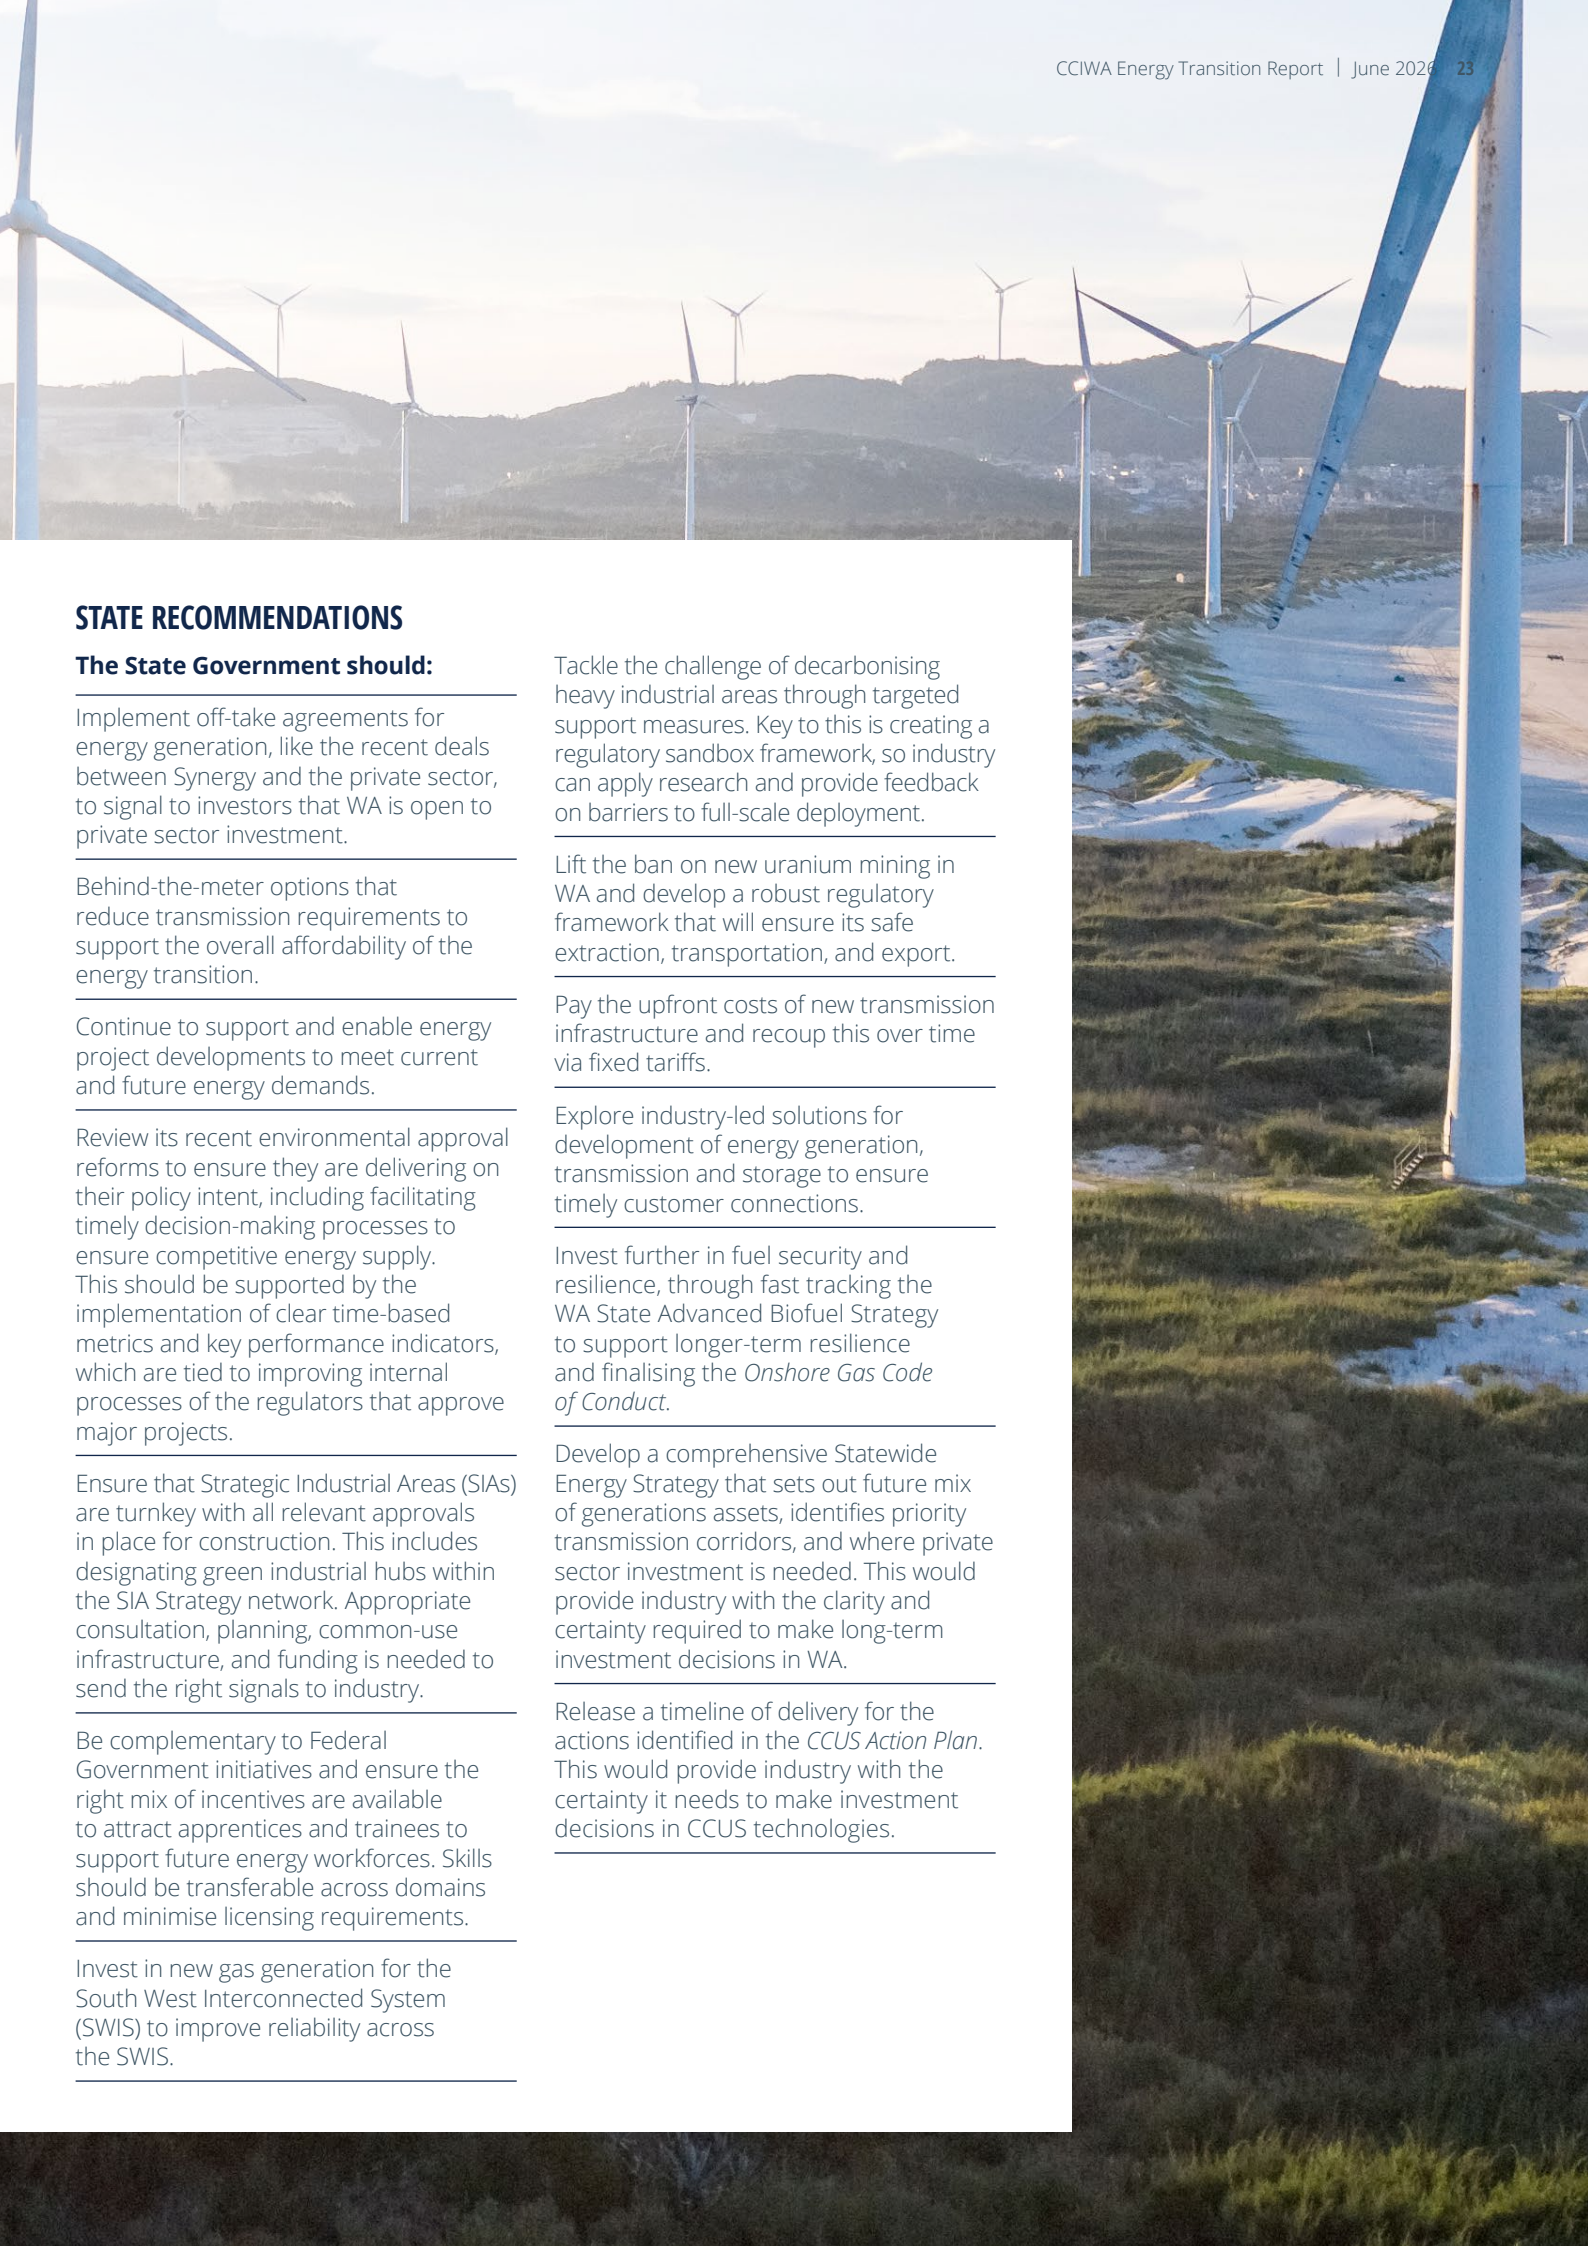 CCIWA Energy Transition Report | June 2026 23
STATE RECOMMENDATIONS
The State Government should:
Implement off-take agreements for
energy generation, like the recent deals
between Synergy and the private sector,
to signal to investors that WA is open to
private sector investment.
Behind-the-meter options that
reduce transmission requirements to
support the overall affordability of the
energy transition.
Continue to support and enable energy
project developments to meet current
and future energy demands.
Review its recent environmental approval
reforms to ensure they are delivering on
their policy intent, including facilitating
timely decision-making processes to
ensure competitive energy supply.
This should be supported by the
implementation of clear time-based
metrics and key performance indicators,
which are tied to improving internal
processes of the regulators that approve
major projects.
Ensure that Strategic Industrial Areas (SIAs)
are turnkey with all relevant approvals
in place for construction. This includes
designating green industrial hubs within
the SIA Strategy network. Appropriate
consultation, planning, common-use
infrastructure, and funding is needed to
send the right signals to industry.
Be complementary to Federal
Government initiatives and ensure the
right mix of incentives are available
to attract apprentices and trainees to
support future energy workforces. Skills
should be transferable across domains
and minimise licensing requirements.
Invest in new gas generation for the
South West Interconnected System
(SWIS) to improve reliability across
the SWIS.
Tackle the challenge of decarbonising
heavy industrial areas through targeted
support measures. Key to this is creating a
regulatory sandbox framework, so industry
can apply research and provide feedback
on barriers to full-scale deployment.
Lift the ban on new uranium mining in
WA and develop a robust regulatory
framework that will ensure its safe
extraction, transportation, and export.
Pay the upfront costs of new transmission
infrastructure and recoup this over time
via fixed tariffs.
Explore industry-led solutions for
development of energy generation,
transmission and storage to ensure
timely customer connections.
Invest further in fuel security and
resilience, through fast tracking the
WA State Advanced Biofuel Strategy
to support longer-term resilience
and finalising the Onshore Gas Code
of Conduct.
Develop a comprehensive Statewide
Energy Strategy that sets out future mix
of generations assets, identifies priority
transmission corridors, and where private
sector investment is needed. This would
provide industry with the clarity and
certainty required to make long-term
investment decisions in WA.
Release a timeline of delivery for the
actions identified in the CCUS Action Plan.
This would provide industry with the
certainty it needs to make investment
decisions in CCUS technologies.